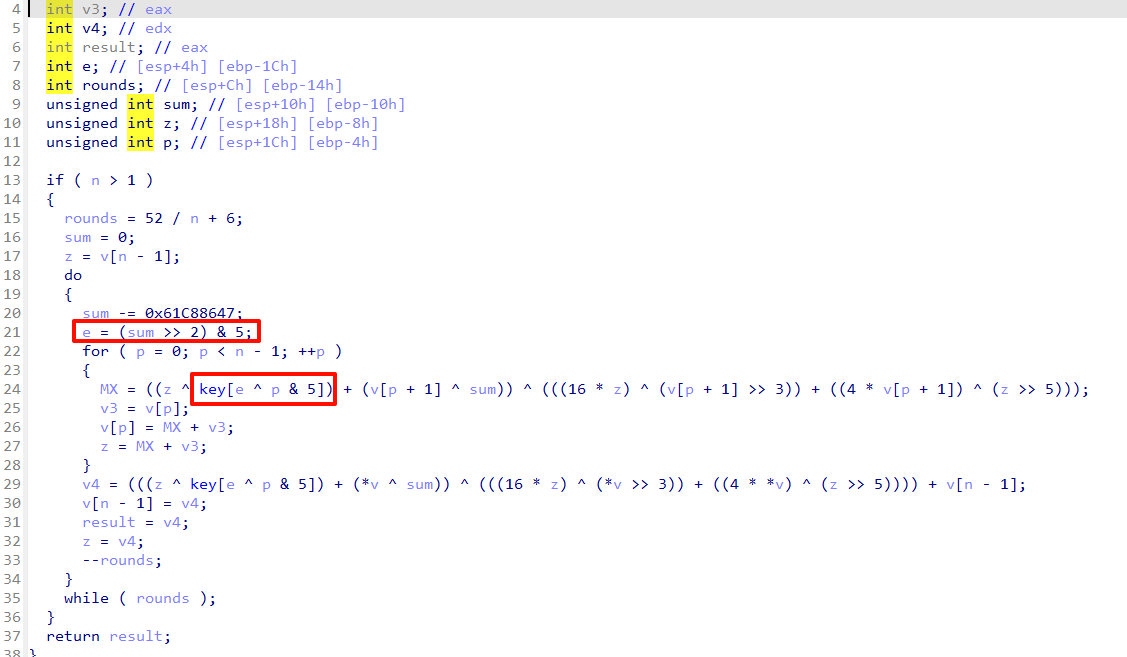 4 int v3; // eax
5 int v4; // edx
6 int result; // eax
7 int e; // [esp+4h] [ebp-1Ch]
8 int rounds; // [esp+Ch] [ebp-14h]
9 unsigned int sum; // [esp+10h] [ebp-10h]
10 unsigned int z; // [esp+18h] [ebp-8h]
11 unsigned int p; // [esp+1Ch] [ebp-4h]
12
13 if ( n > 1 )
14 {
15 rounds = 52 / n + 6;
16 sum = 0;
17 z = v[n - 1];
18 do
19 {
20 sum -= 0x61C88647;
21 e = (sum >> 2) & 5;
22 for ( p = 0; p < n - 1; ++p )
23 {
24 MX = ((z ^ key[e ^ p & 5]) + (v[p + 1] ^ sum)) ^ (((16 * z) ^ (v[p + 1] >> 3)) + ((4 * v[p + 1]) ^ (z >> 5)));
25 v3 = v[p];
26 v[p] = MX + v3;
27 z = MX + v3;
28 }
29 v4 = (((z ^ key[e ^ p & 5]) + (*v ^ sum)) ^ (((16 * z) ^ (*v >> 3)) + ((4 * *v) ^ (z >> 5)))) + v[n - 1];
30 v[n - 1] = v4;
31 result = v4;
32 z = v4;
33 --rounds;
34 }
35 while ( rounds );
36 }
37 return result;
38 }